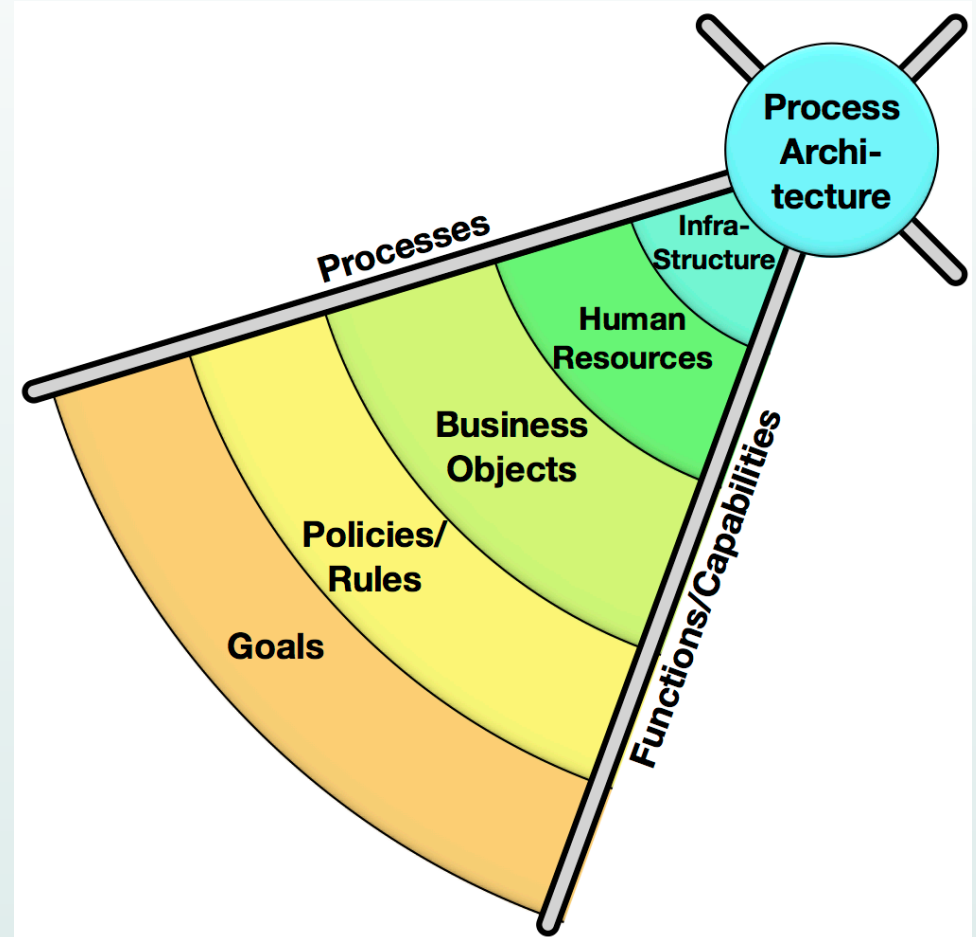 Process
Archi-
tecture
Infra-
Structure
Processes
Human
Resources
Business
Objects
Functions/Capabilities
Policies/
Rules
Goals